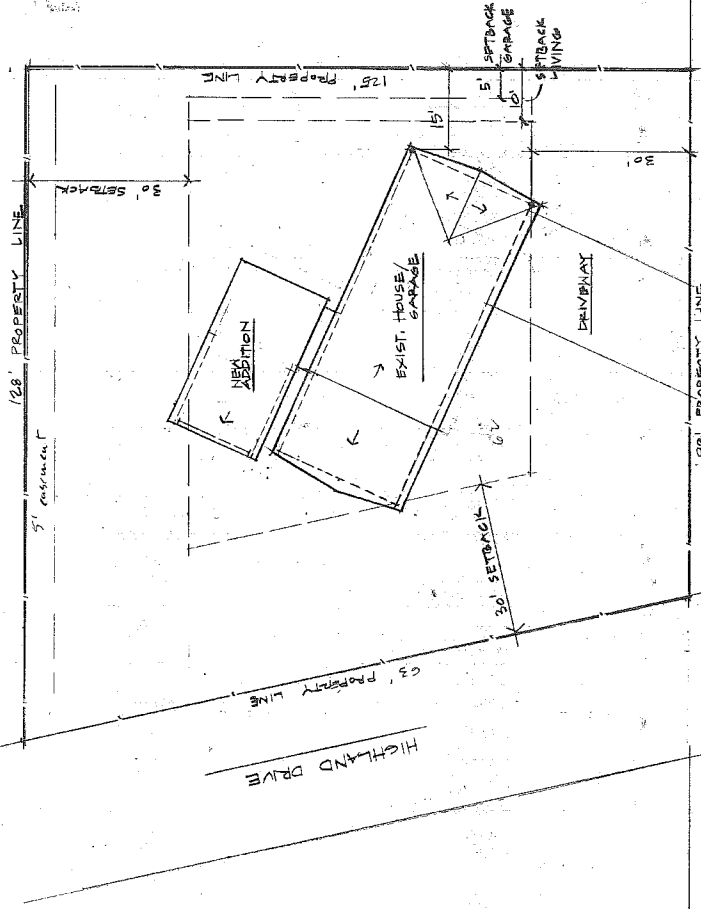 5' SETBACK
GARAGE
10' SETBACK
LIVING
125' PROPERTY LINE
15'
30' SETBACK
30'
128' PROPERTY LINE
5' easement
NEW
ADDITION
EXIST. HOUSE/
GARAGE
DRIVEWAY
30' SETBACK
PROPERTY LINE
63' PROPERTY LINE
HIGHLAND DRIVE